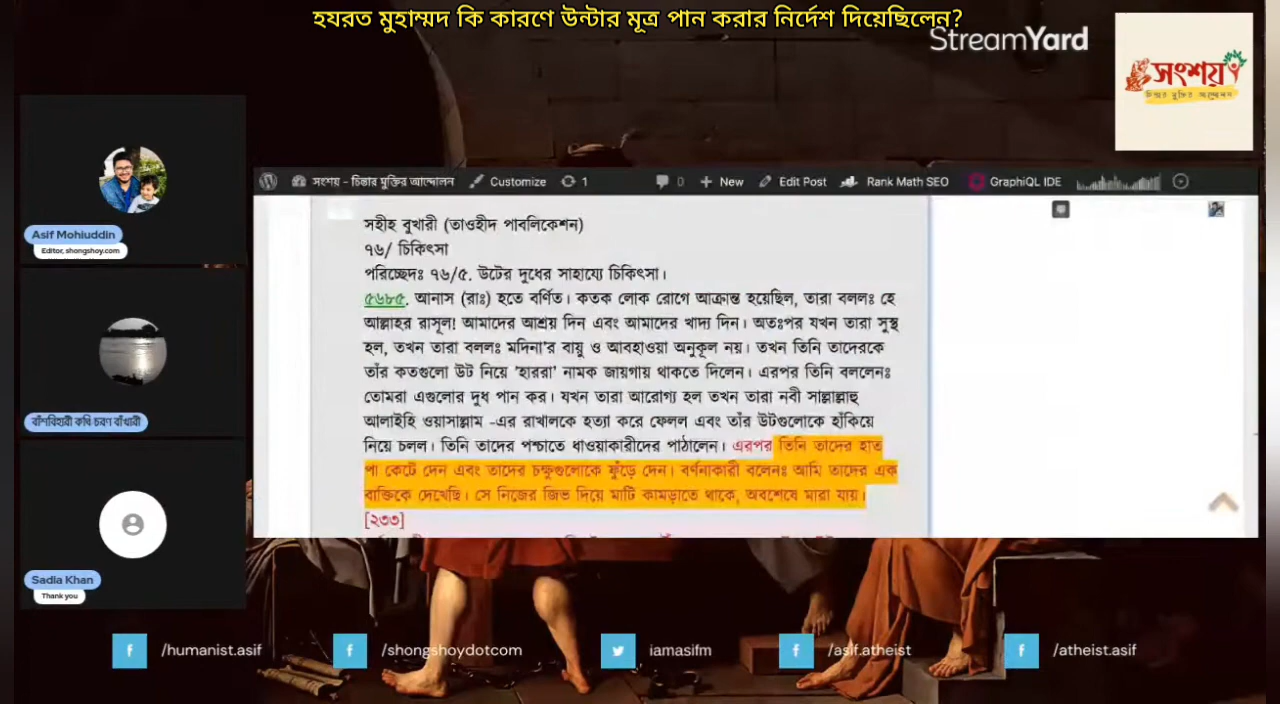 হযরত মুহাম্মদ কি কারণে উন্টার মূত্র পান করার নির্দেশ দিয়েছিলেন?
StreamYard
সংশয়
চিন্তার মুক্তির আন্দোলন
সংশয় - চিন্তার মুক্তির আন্দোলন Customize 1 0 New Edit Post Rank Math SEO GraphiQL IDE
সহীহ বুখারী (তাওহীদ পাবলিকেশন)
৭৬/ চিকিৎসা
পরিচ্ছেদঃ ৭৬/৫. উটের দুধের সাহায্যে চিকিৎসা।
৫৬৮৫. আনাস (রাঃ) হতে বর্ণিত। কতক লোক রোগে আক্রান্ত হয়েছিল, তারা বললঃ হে
আল্লাহর রাসূল! আমাদের আশ্রয় দিন এবং আমাদের খাদ্য দিন। অতঃপর যখন তারা সুস্থ
হল, তখন তারা বললঃ মদিনা'র বায়ু ও আবহাওয়া অনুকূল নয়। তখন তিনি তাদেরকে
তাঁর কতগুলো উট নিয়ে 'হাররা' নামক জায়গায় থাকতে দিলেন। এরপর তিনি বললেনঃ
তোমরা এগুলোর দুধ পান কর। যখন তারা আরোগ্য হল তখন তারা নবী সাল্লাল্লাহু
আলাইহি ওয়াসাল্লাম -এর রাখালকে হত্যা করে ফেলল এবং তাঁর উটগুলোকে হাঁকিয়ে
নিয়ে চলল। তিনি তাদের পশ্চাতে ধাওয়াকারীদের পাঠালেন। এরপর তিনি তাদের হাত
পা কেটে দেন এবং তাদের চক্ষুগুলোকে ফুঁড়ে দেন। বর্ণনাকারী বলেনঃ আমি তাদের এক
ব্যক্তিকে দেখেছি। সে নিজের জিভ দিয়ে মাটি কামড়াতে থাকে, অবশেষে মারা যায়।
[২৩৩]
Asif Mohiuddin
Editor, shongshoy.com
বাঁশবিহারী কথি চরণ বাঁখারী
Sadia Khan
Thank you
/humanist.asif /shongshoydotcom iamasifm /asif.atheist /atheist.asif